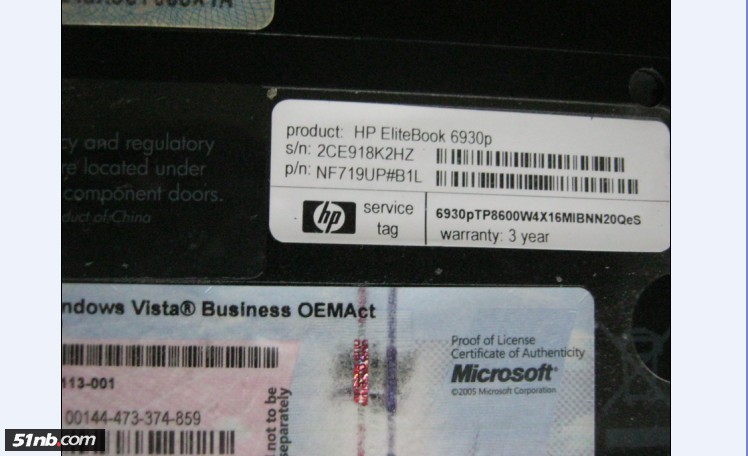 cy and regulatory
re located under
component doors.
duct of China
product: HP EliteBook 6930p
s/n: 2CE918K2HZ
p/n: NF719UP#B1L
hp
service
tag
6930pTP8600W4X16MIBNN20QeS
warranty: 3 year
ndows Vista® Business OEMAct
113-001
00144-473-374-859
not to be
separately
Proof of License
Certificate of Authenticity
Microsoft®
©2005 Microsoft Corporation
51nb.com